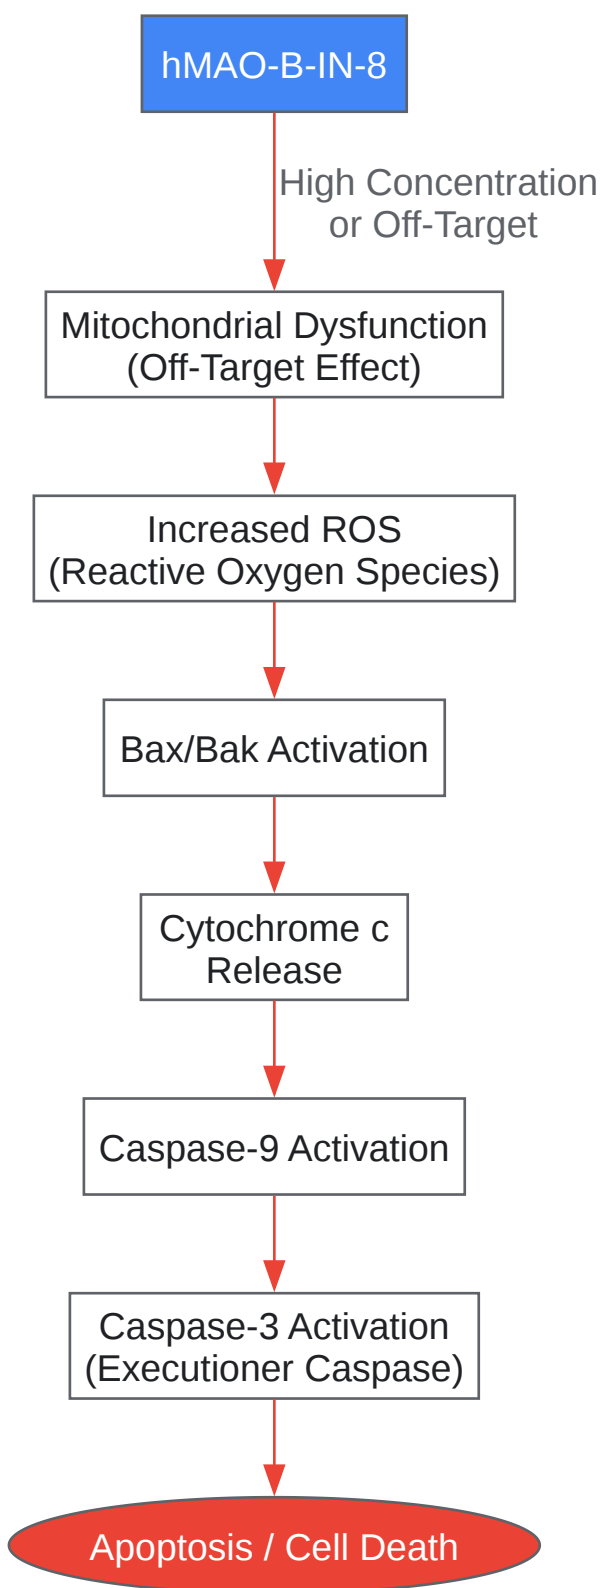 hMAO-B-IN-8
High Concentration
or Off-Target
Mitochondrial Dysfunction
(Off-Target Effect)
Increased ROS
(Reactive Oxygen Species)
Bax/Bak Activation
Cytochrome c
Release
Caspase-9 Activation
Caspase-3 Activation
(Executioner Caspase)
Apoptosis / Cell Death